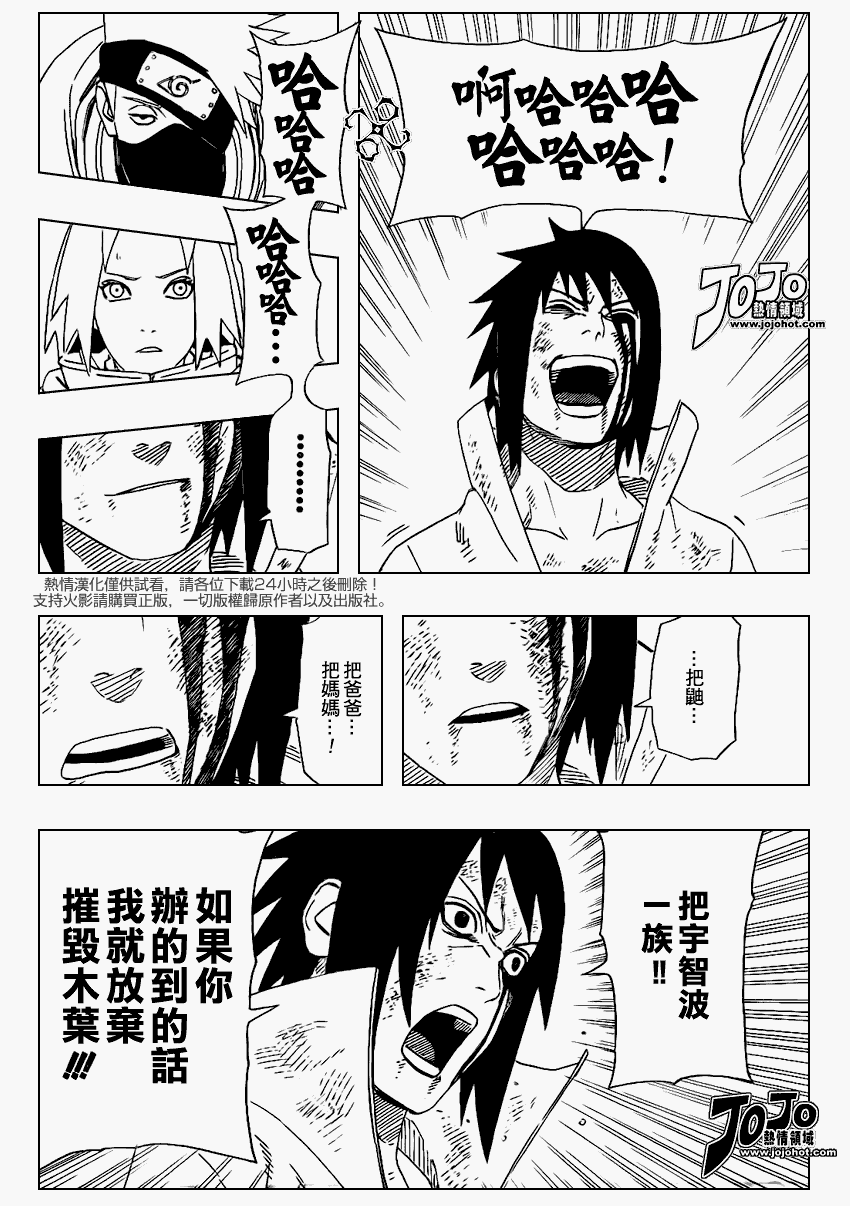 啊哈哈哈
哈哈哈！
哈
哈
哈
哈
哈
哈…
………
JOJO
熱情領域
www.jojohot.com
熱情漢化僅供試看，請各位下載24小時之後刪除！
支持火影請購買正版，一切版權歸原作者以及出版社。
…把鼬…
把爸爸…
把媽媽…！
把宇智波
一族!!
如果你
辦的到的話
我就放棄
摧毀木葉!!!
JOJO
熱情領域
www.jojohot.com